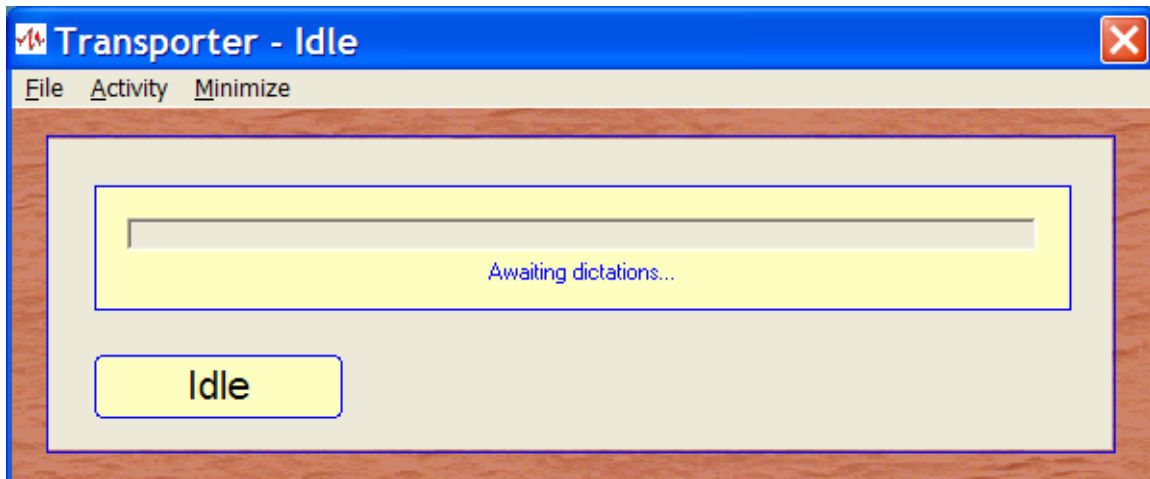 Transporter - Idle
File Activity Minimize
Awaiting dictations...
Idle